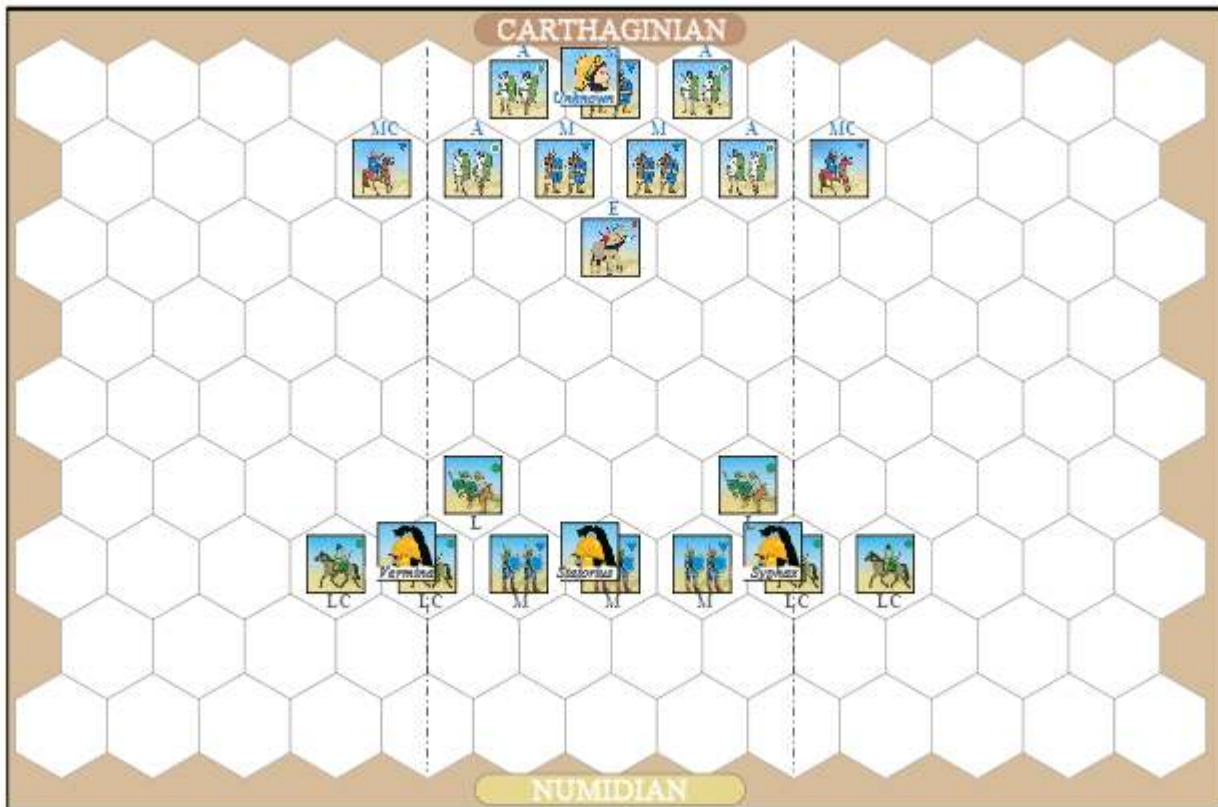 CARTHAGINIAN
A M A
Unknown
MC A M M A MC
E
L L
Vermina Statorius Syphax
LC LC M M M LC LC
NUMIDIAN